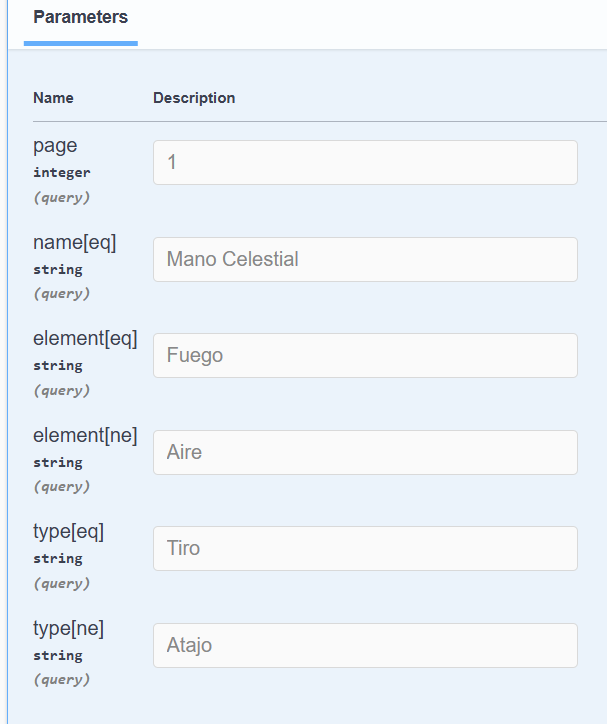 Parameters
Name Description
page
1
integer
(query)
name[eq]
Mano Celestial
string
(query)
element[eq]
Fuego
string
(query)
element[ne]
Aire
string
(query)
type[eq]
Tiro
string
(query)
type[ne]
Atajo
string
(query)